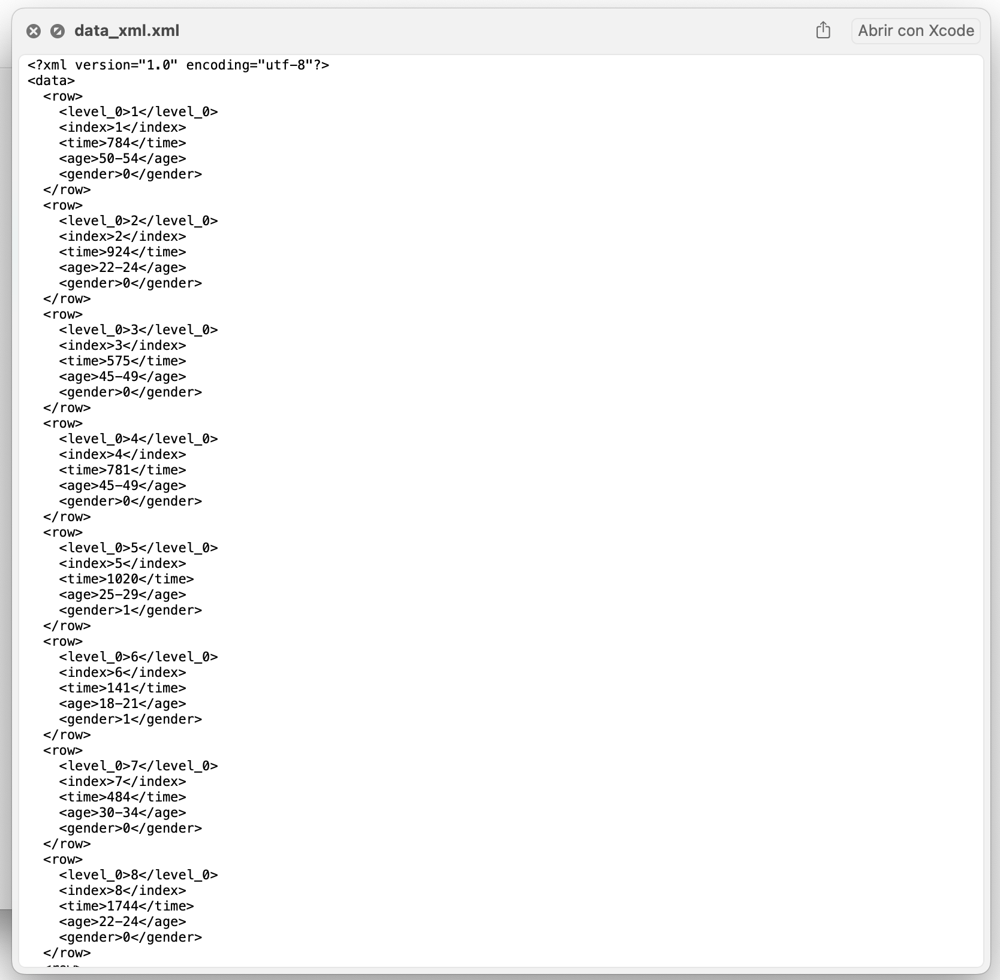 data_xml.xml
Abrir con Xcode
<?xml version="1.0" encoding="utf-8"?>
<data>
  <row>
    <level_0>1</level_0>
    <index>1</index>
    <time>784</time>
    <age>50-54</age>
    <gender>0</gender>
  </row>
  <row>
    <level_0>2</level_0>
    <index>2</index>
    <time>924</time>
    <age>22-24</age>
    <gender>0</gender>
  </row>
  <row>
    <level_0>3</level_0>
    <index>3</index>
    <time>575</time>
    <age>45-49</age>
    <gender>0</gender>
  </row>
  <row>
    <level_0>4</level_0>
    <index>4</index>
    <time>781</time>
    <age>45-49</age>
    <gender>0</gender>
  </row>
  <row>
    <level_0>5</level_0>
    <index>5</index>
    <time>1020</time>
    <age>25-29</age>
    <gender>1</gender>
  </row>
  <row>
    <level_0>6</level_0>
    <index>6</index>
    <time>141</time>
    <age>18-21</age>
    <gender>1</gender>
  </row>
  <row>
    <level_0>7</level_0>
    <index>7</index>
    <time>484</time>
    <age>30-34</age>
    <gender>0</gender>
  </row>
  <row>
    <level_0>8</level_0>
    <index>8</index>
    <time>1744</time>
    <age>22-24</age>
    <gender>0</gender>
  </row>
  <row>